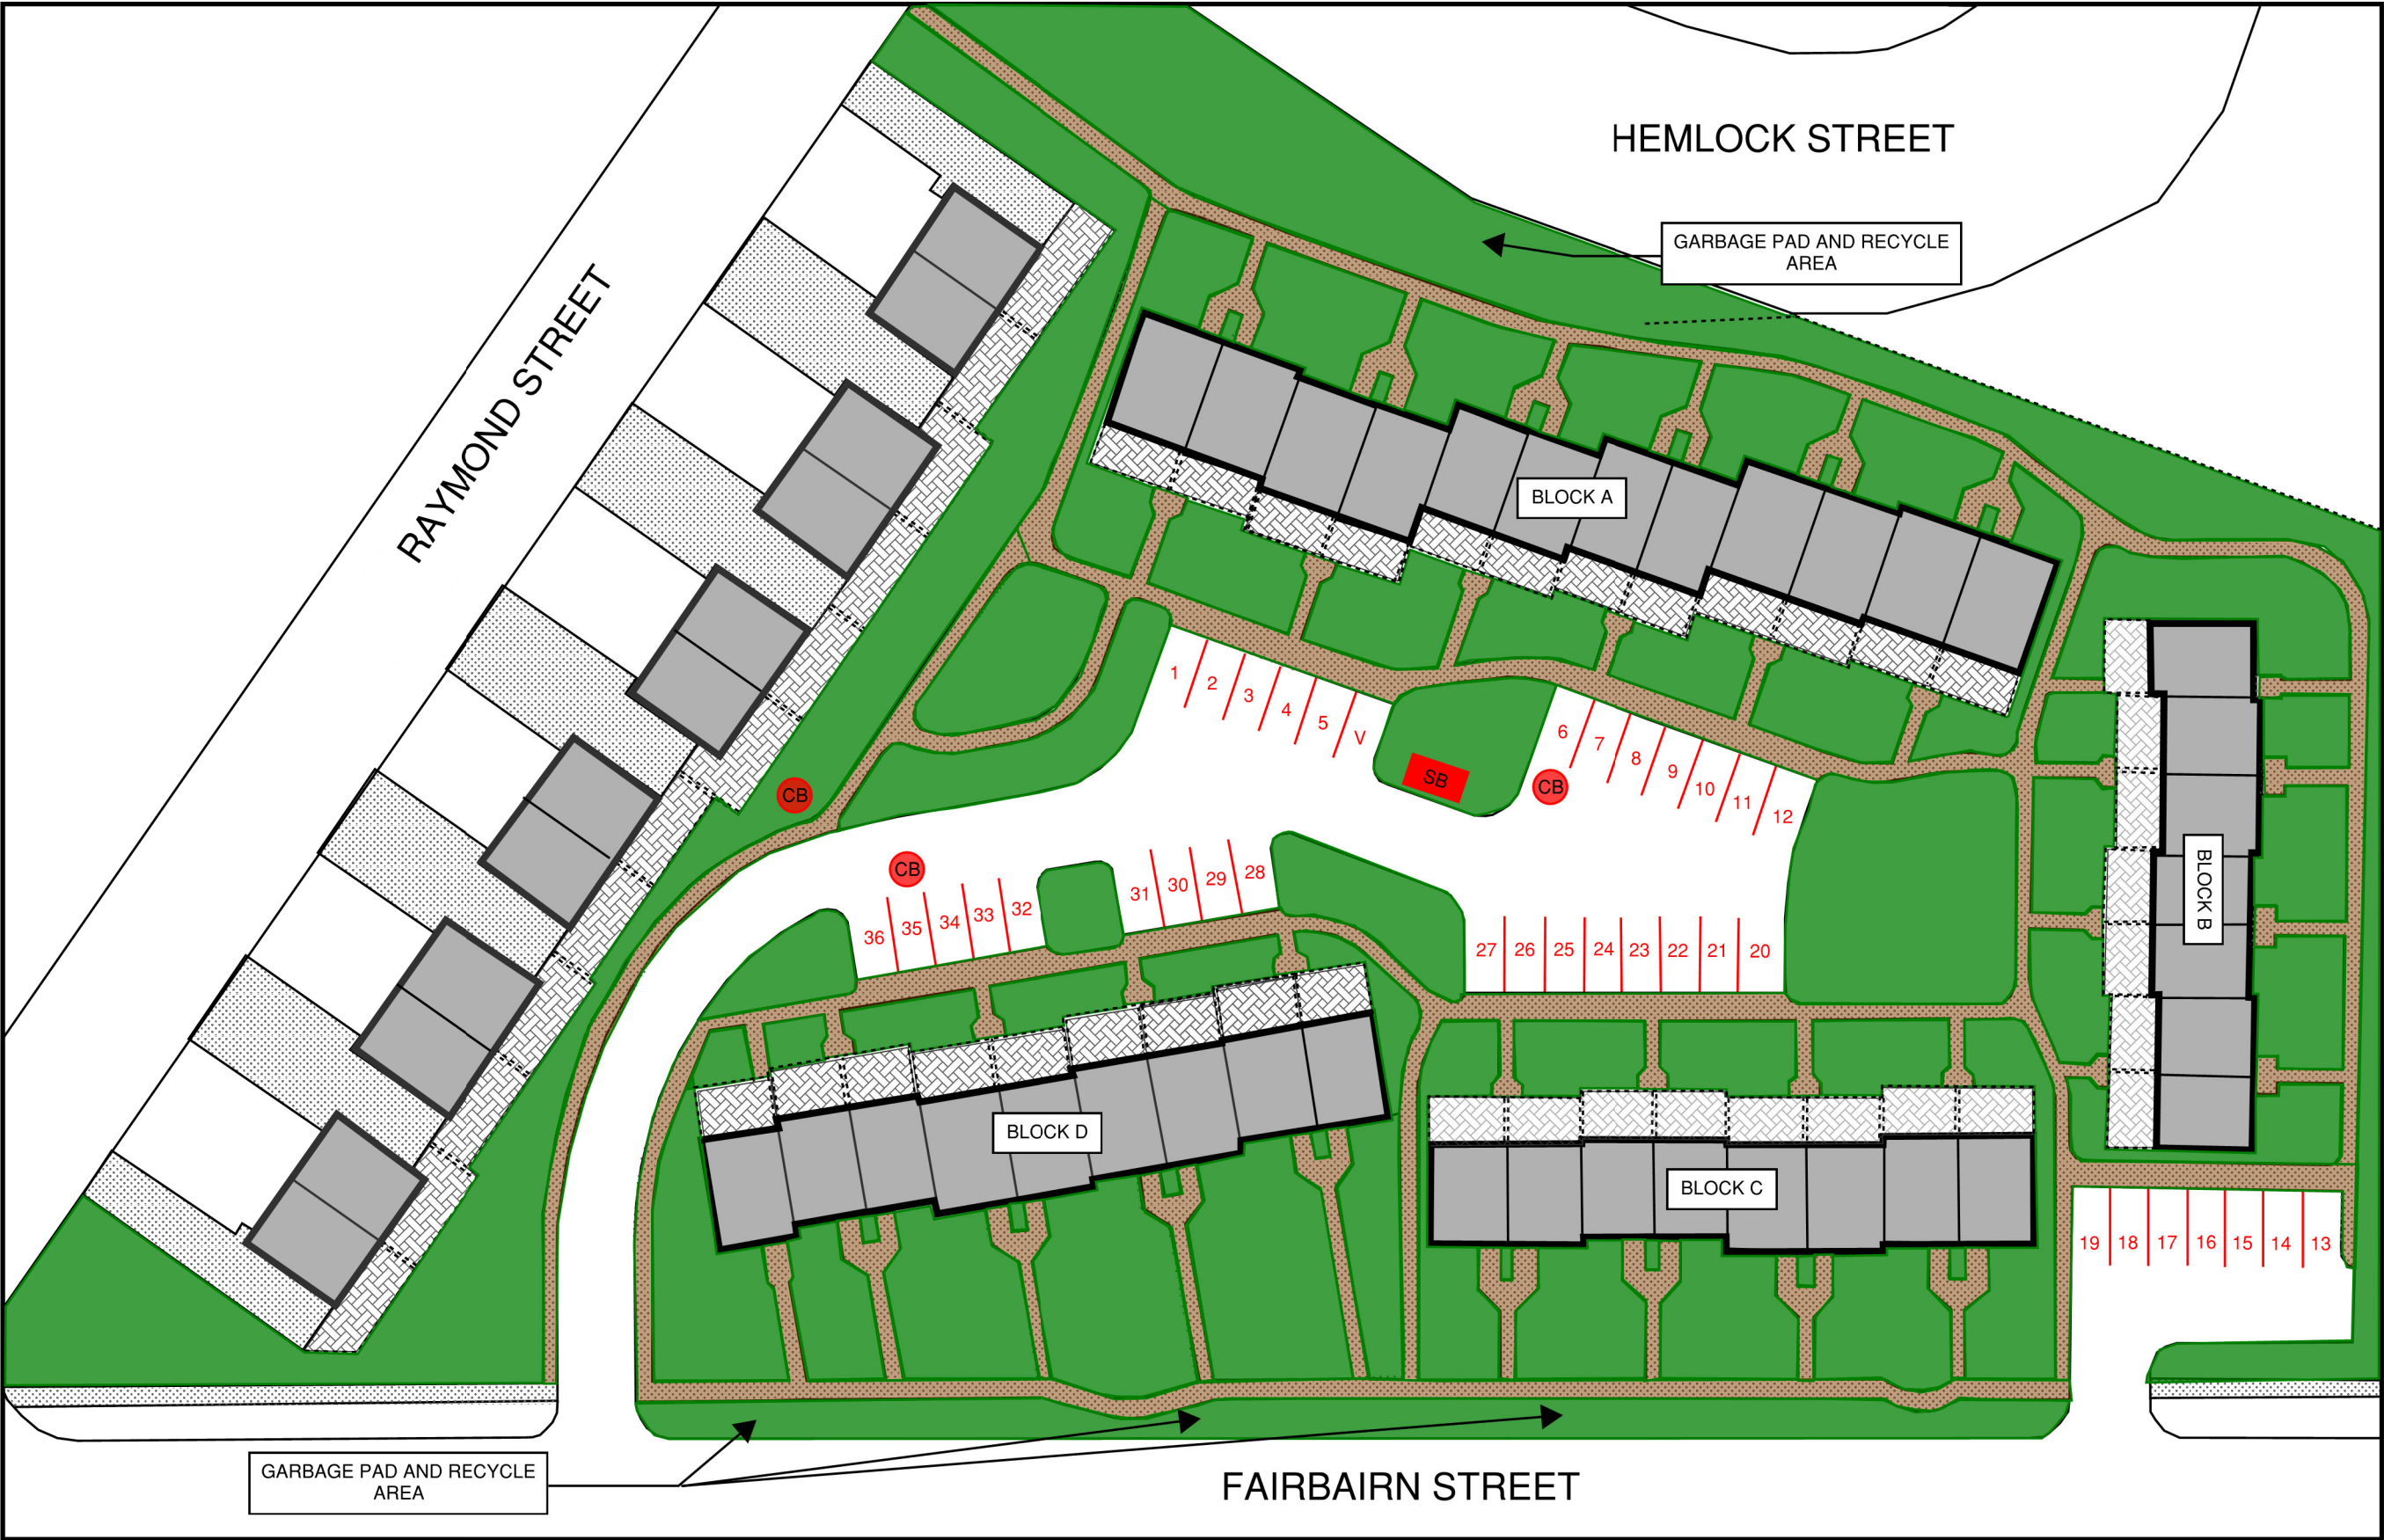 HEMLOCK STREET
GARBAGE PAD AND RECYCLE
AREA
RAYMOND STREET
BLOCK A
1
2
3
4
5
V
6
7
8
9
10
11
12
SB
CB
CB
CB
BLOCK B
36
35
34
33
32
31
30
29
28
27
26
25
24
23
22
21
20
BLOCK D
BLOCK C
19
18
17
16
15
14
13
GARBAGE PAD AND RECYCLE
AREA
FAIRBAIRN STREET